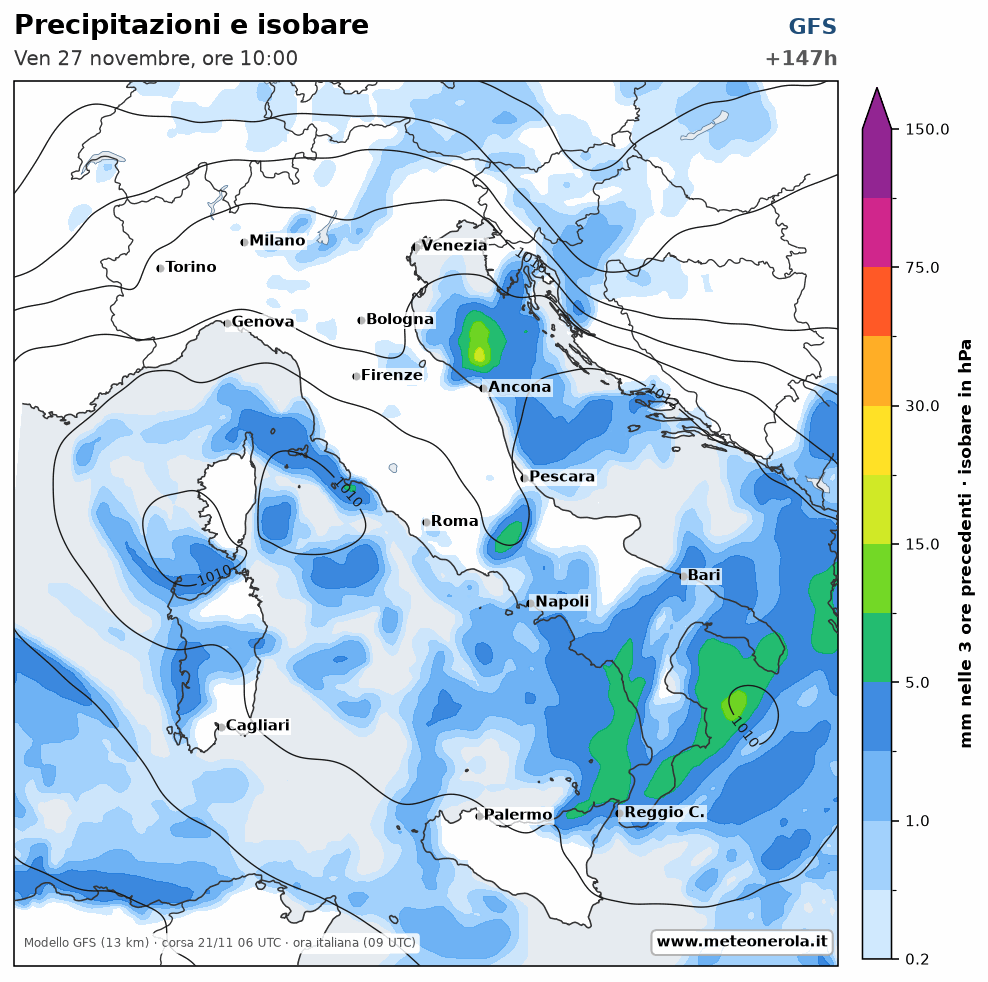 Precipitazioni e isobare
GFS
Ven 27 novembre, ore 10:00
+147h
150.0
75.0
30.0
15.0
5.0
1.0
0.2
mm nelle 3 ore precedenti · isobare in hPa
Milano
Venezia
1010
Torino
Bologna
Genova
Firenze
Ancona
1010
Pescara
1010
Roma
1010
Bari
Napoli
Cagliari
1010
Palermo
Reggio C.
Modello GFS (13 km) · corsa 21/11 06 UTC · ora italiana (09 UTC)
www.meteonerola.it